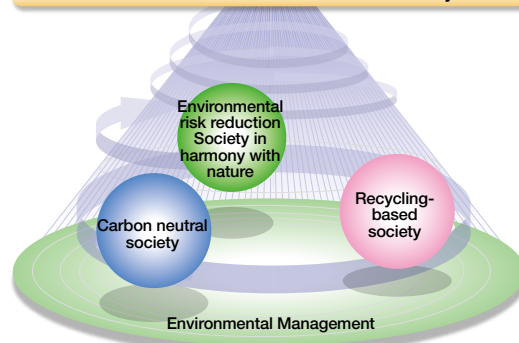 Environmental
risk reduction
Society in
harmony with
nature
Carbon neutral
society
Recycling-
based
society
Environmental Management